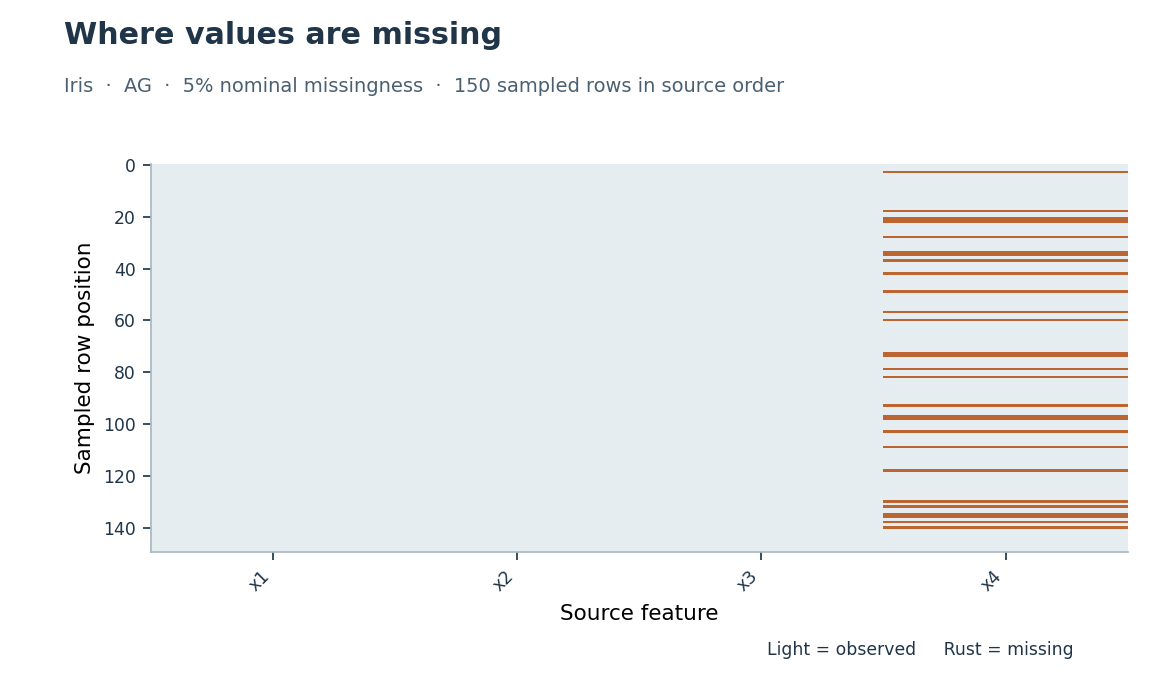 Where values are missing
Iris · AG · 5% nominal missingness · 150 sampled rows in source order
0
20
40
60
80
100
120
140
Sampled row position
x1
x2
x3
x4
Source feature
Light = observed Rust = missing